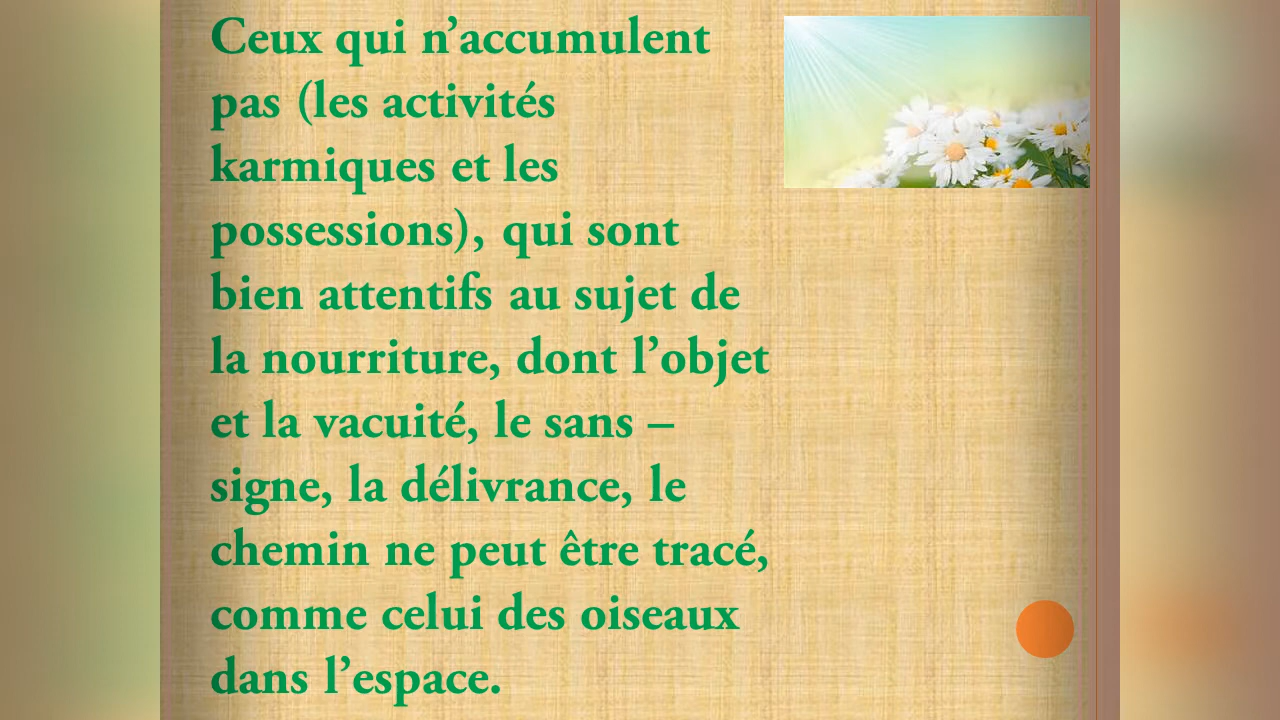 Ceux qui n’accumulent
pas (les activités
karmiques et les
possessions), qui sont
bien attentifs au sujet de
la nourriture, dont l’objet
et la vacuité, le sans –
signe, la délivrance, le
chemin ne peut être tracé,
comme celui des oiseaux
dans l’espace.